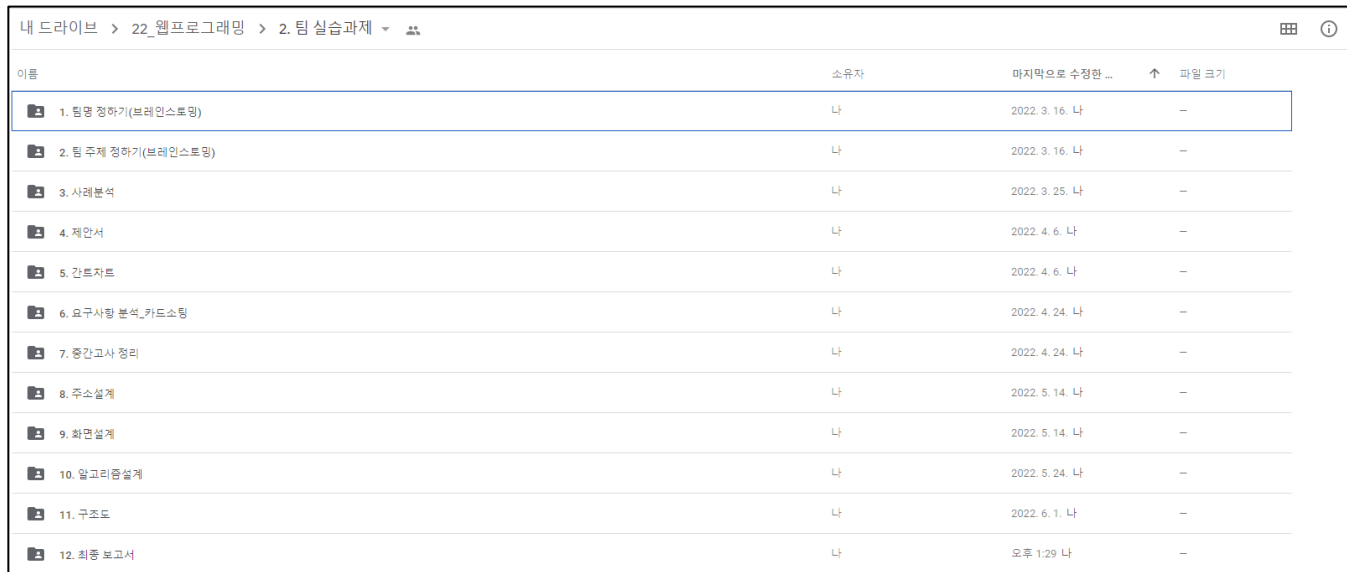 내 드라이브 > 22_웹프로그래밍 > 2. 팀 실습과제
이름 소유자 마지막으로 수정한 ... 파일 크기
1. 팀명 정하기(브레인스토밍) 나 2022. 3. 16. 나 –
2. 팀 주제 정하기(브레인스토밍) 나 2022. 3. 16. 나 –
3. 사례분석 나 2022. 3. 25. 나 –
4. 제안서 나 2022. 4. 6. 나 –
5. 간트차트 나 2022. 4. 6. 나 –
6. 요구사항 분석_카드소팅 나 2022. 4. 24. 나 –
7. 중간고사 정리 나 2022. 4. 24. 나 –
8. 주소설계 나 2022. 5. 14. 나 –
9. 화면설계 나 2022. 5. 14. 나 –
10. 알고리즘설계 나 2022. 5. 24. 나 –
11. 구조도 나 2022. 6. 1. 나 –
12. 최종 보고서 나 오후 1:29 나 –